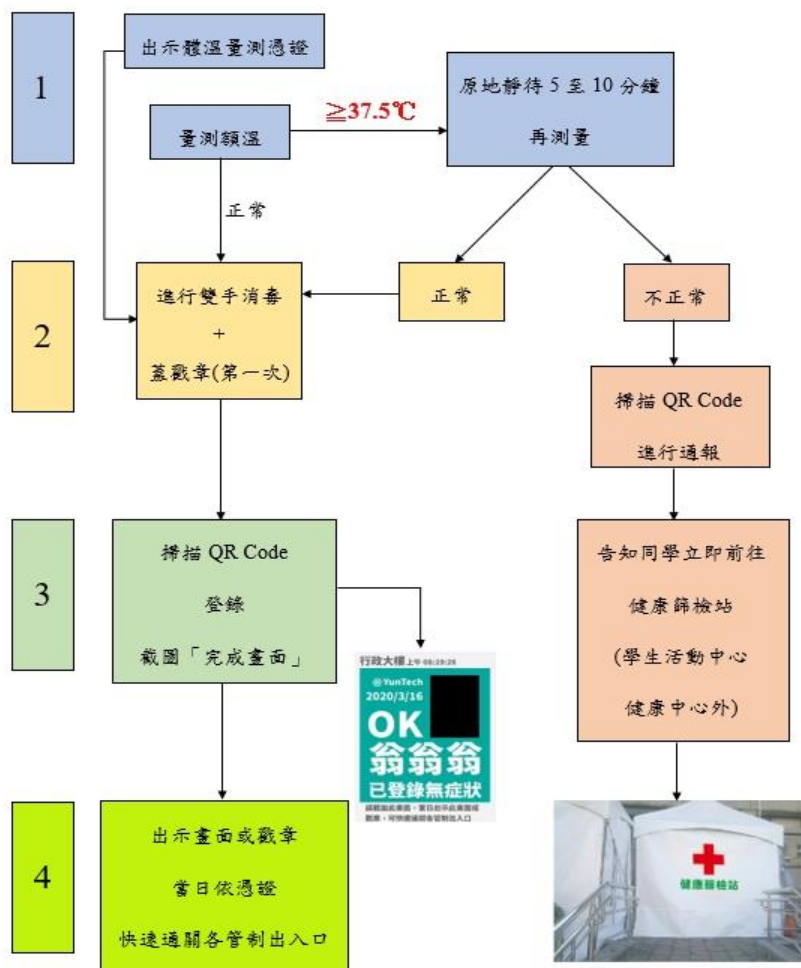 1
出示體溫量測憑證
量測額溫
≧37.5℃
原地靜待 5 至 10 分鐘
再測量
正常
2
進行雙手消毒
+
蓋戳章(第一次)
正常
不正常
掃描 QR Code
進行通報
3
掃描 QR Code
登錄
截圖「完成畫面」
行政大樓 上午 08:29:28
@YunTech
2020/3/16
OK
翁翁翁
已登錄無症狀
告知同學立即前往
健康篩檢站
(學生活動中心
健康中心外)
4
出示畫面或戳章
當日依憑證
快速通關各管制出入口
健康篩檢站